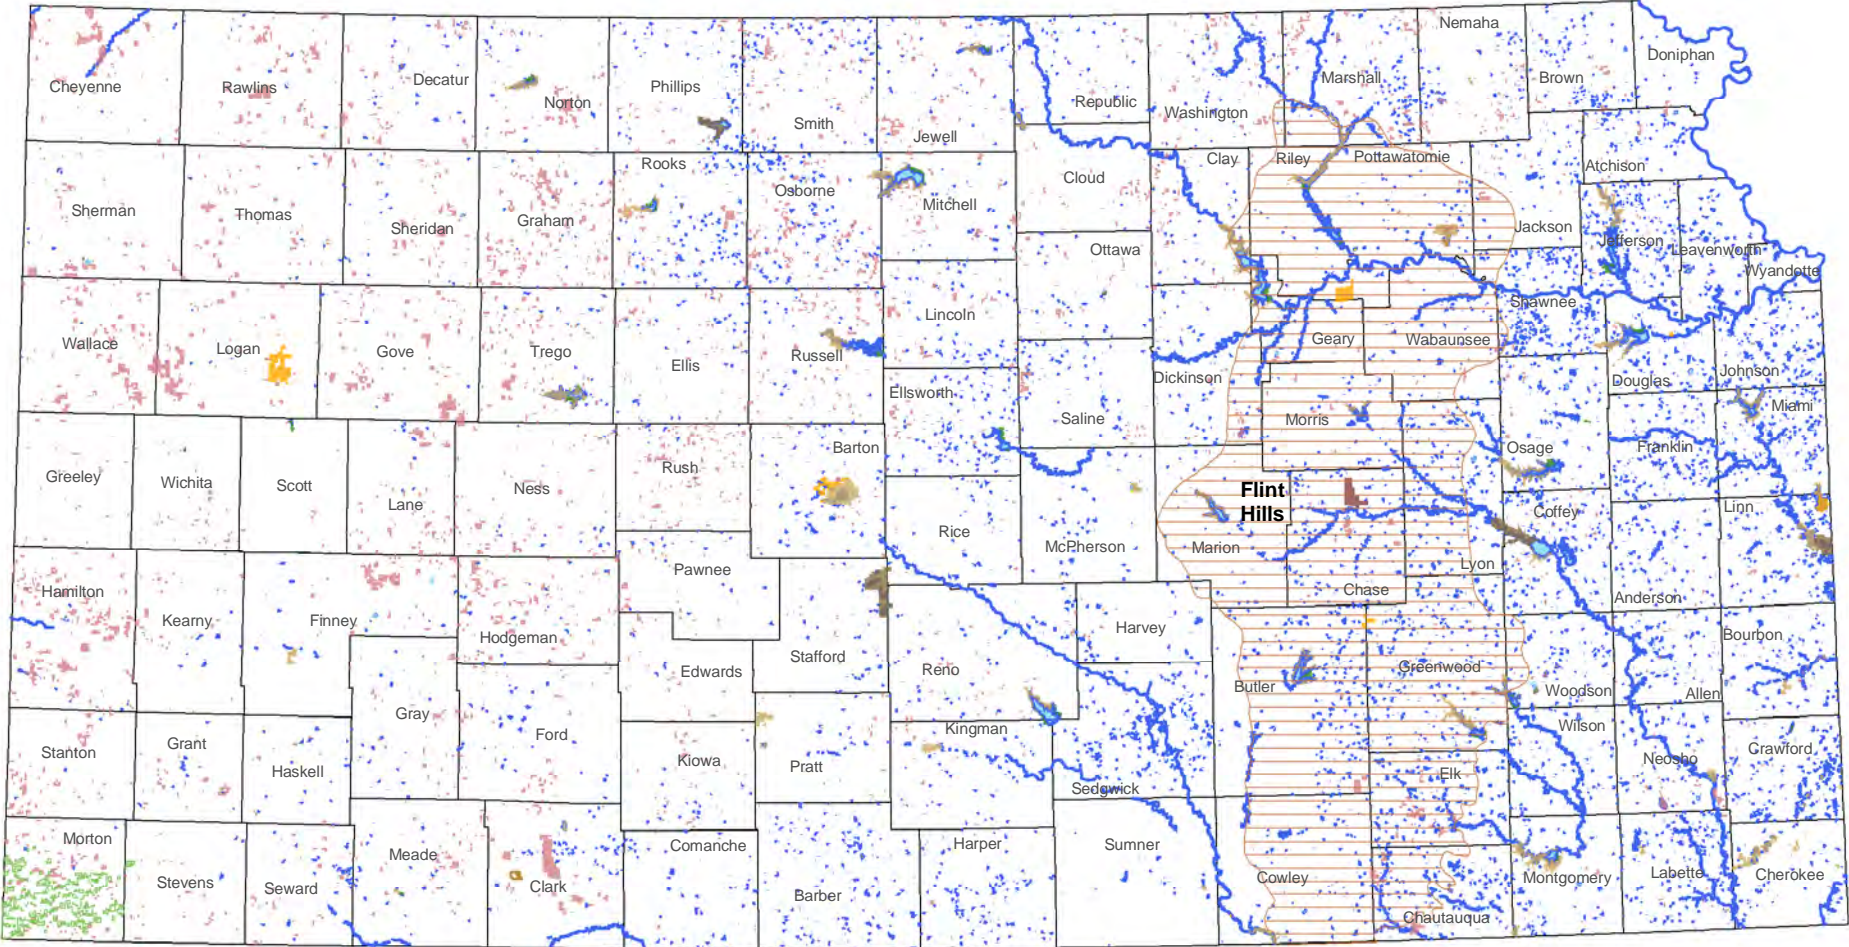 Nemaha
Doniphan
Cheyenne
Rawlins
Decatur
Norton
Phillips
Smith
Jewell
Republic
Washington
Marshall
Brown
Sherman
Thomas
Sheridan
Graham
Rooks
Osborne
Mitchell
Cloud
Clay
Riley
Pottawatomie
Atchison
Jackson
Jefferson
Leavenworth
Wyandotte
Ottawa
Wallace
Logan
Gove
Trego
Ellis
Russell
Lincoln
Ellsworth
Saline
Dickinson
Geary
Wabaunsee
Shawnee
Douglas
Johnson
Miami
Greeley
Wichita
Scott
Lane
Ness
Rush
Barton
Rice
McPherson
Marion
Morris
Flint
Hills
Chase
Lyon
Osage
Franklin
Coffey
Linn
Anderson
Hamilton
Kearny
Finney
Hodgeman
Pawnee
Edwards
Stafford
Reno
Harvey
Butler
Greenwood
Woodson
Allen
Bourbon
Stanton
Grant
Haskell
Gray
Ford
Kiowa
Pratt
Kingman
Sedgwick
Elk
Wilson
Neosho
Crawford
Morton
Stevens
Seward
Meade
Clark
Comanche
Barber
Harper
Sumner
Cowley
Chautauqua
Montgomery
Labette
Cherokee